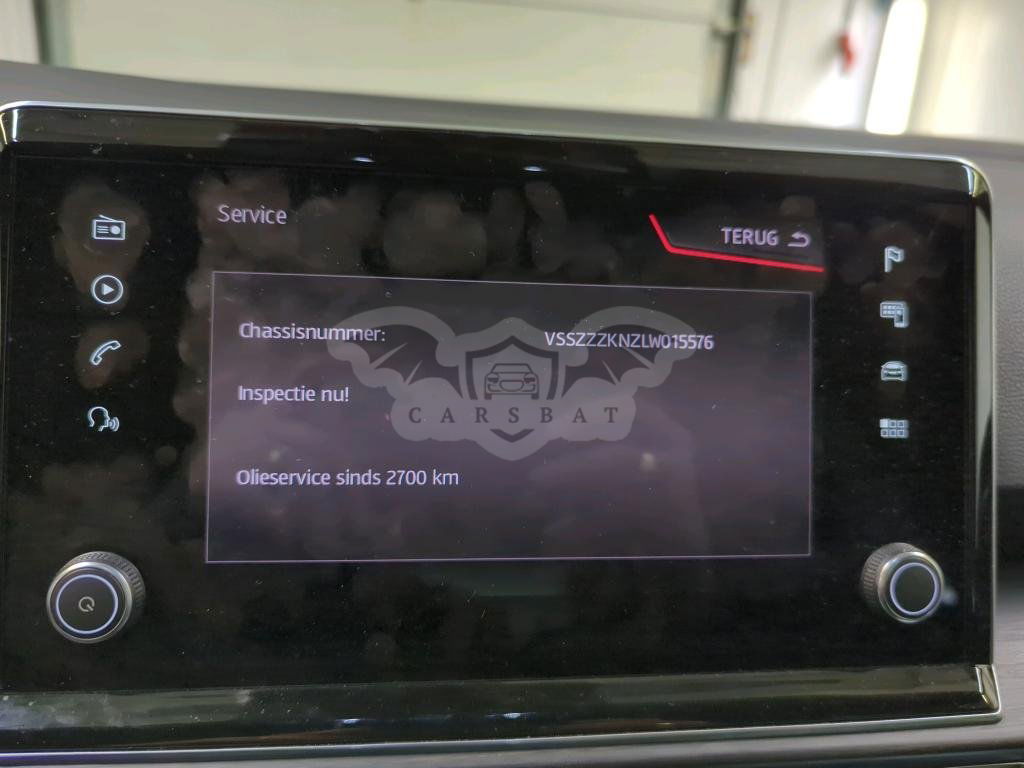 Service
TERUG
Chassisnummer: VSSZZZKNZLW015576
Inspectie nu!
CARSBAT
Olieservice sinds 2700 km